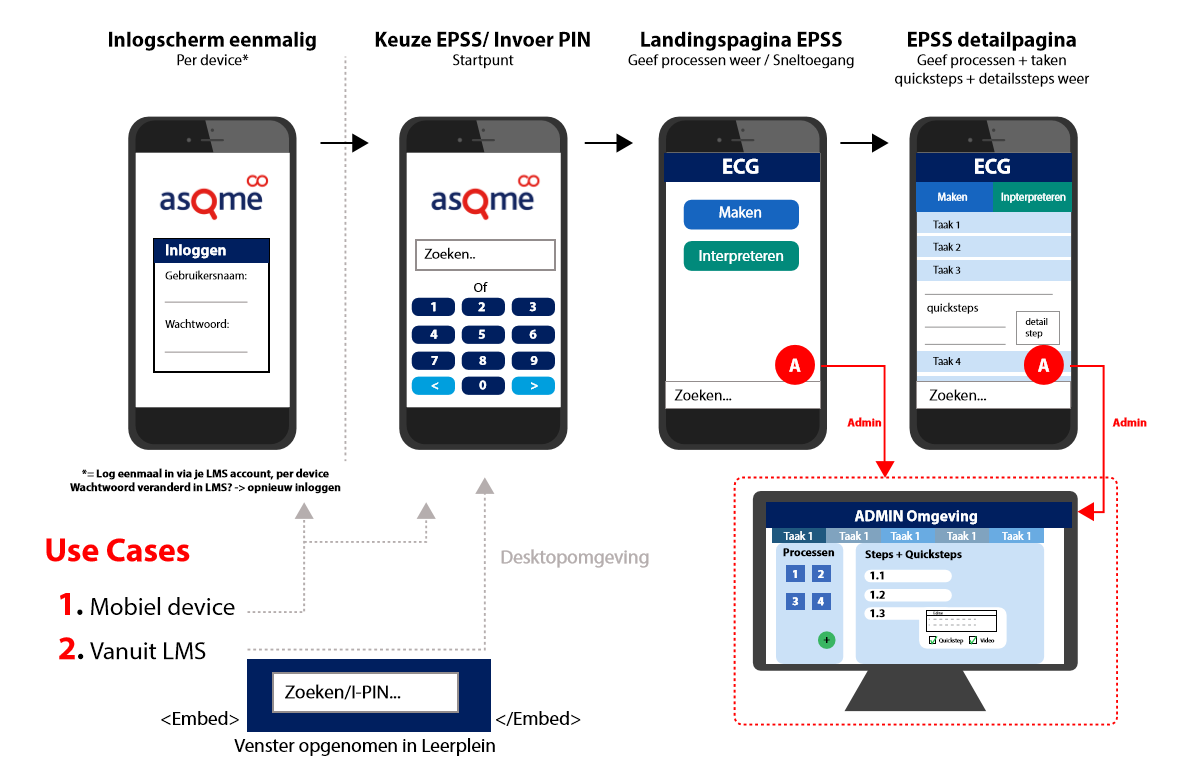 Inlogscherm eenmalig
Per device*
Keuze EPSS/ Invoer PIN
Startpunt
Landingspagina EPSS
Geef processen weer / Sneltoegang
EPSS detailpagina
Geef processen + taken
quicksteps + detailssteps weer
asQme
Inloggen
Gebruikersnaam:
Wachtwoord:
asQme
Zoeken..
Of
1 2 3
4 5 6
7 8 9
< 0 >
ECG
Maken
Interpreteren
A
Zoeken...
ECG
Maken
Inpterpreteren
Taak 1
Taak 2
Taak 3
quicksteps
detail
step
Taak 4
A
Zoeken...
Admin
Admin
*= Log eenmaal in via je LMS account, per device
Wachtwoord veranderd in LMS? -> opnieuw inloggen
Use Cases
1. Mobiel device
2. Vanuit LMS
Desktopomgeving
Zoeken/I-PIN...
<Embed>
</Embed>
Venster opgenomen in Leerplein
ADMIN Omgeving
Taak 1 Taak 1 Taak 1 Taak 1 Taak 1
Processen
1 2
3 4
+
Steps + Quicksteps
1.1
1.2
1.3
Quickstep
Video